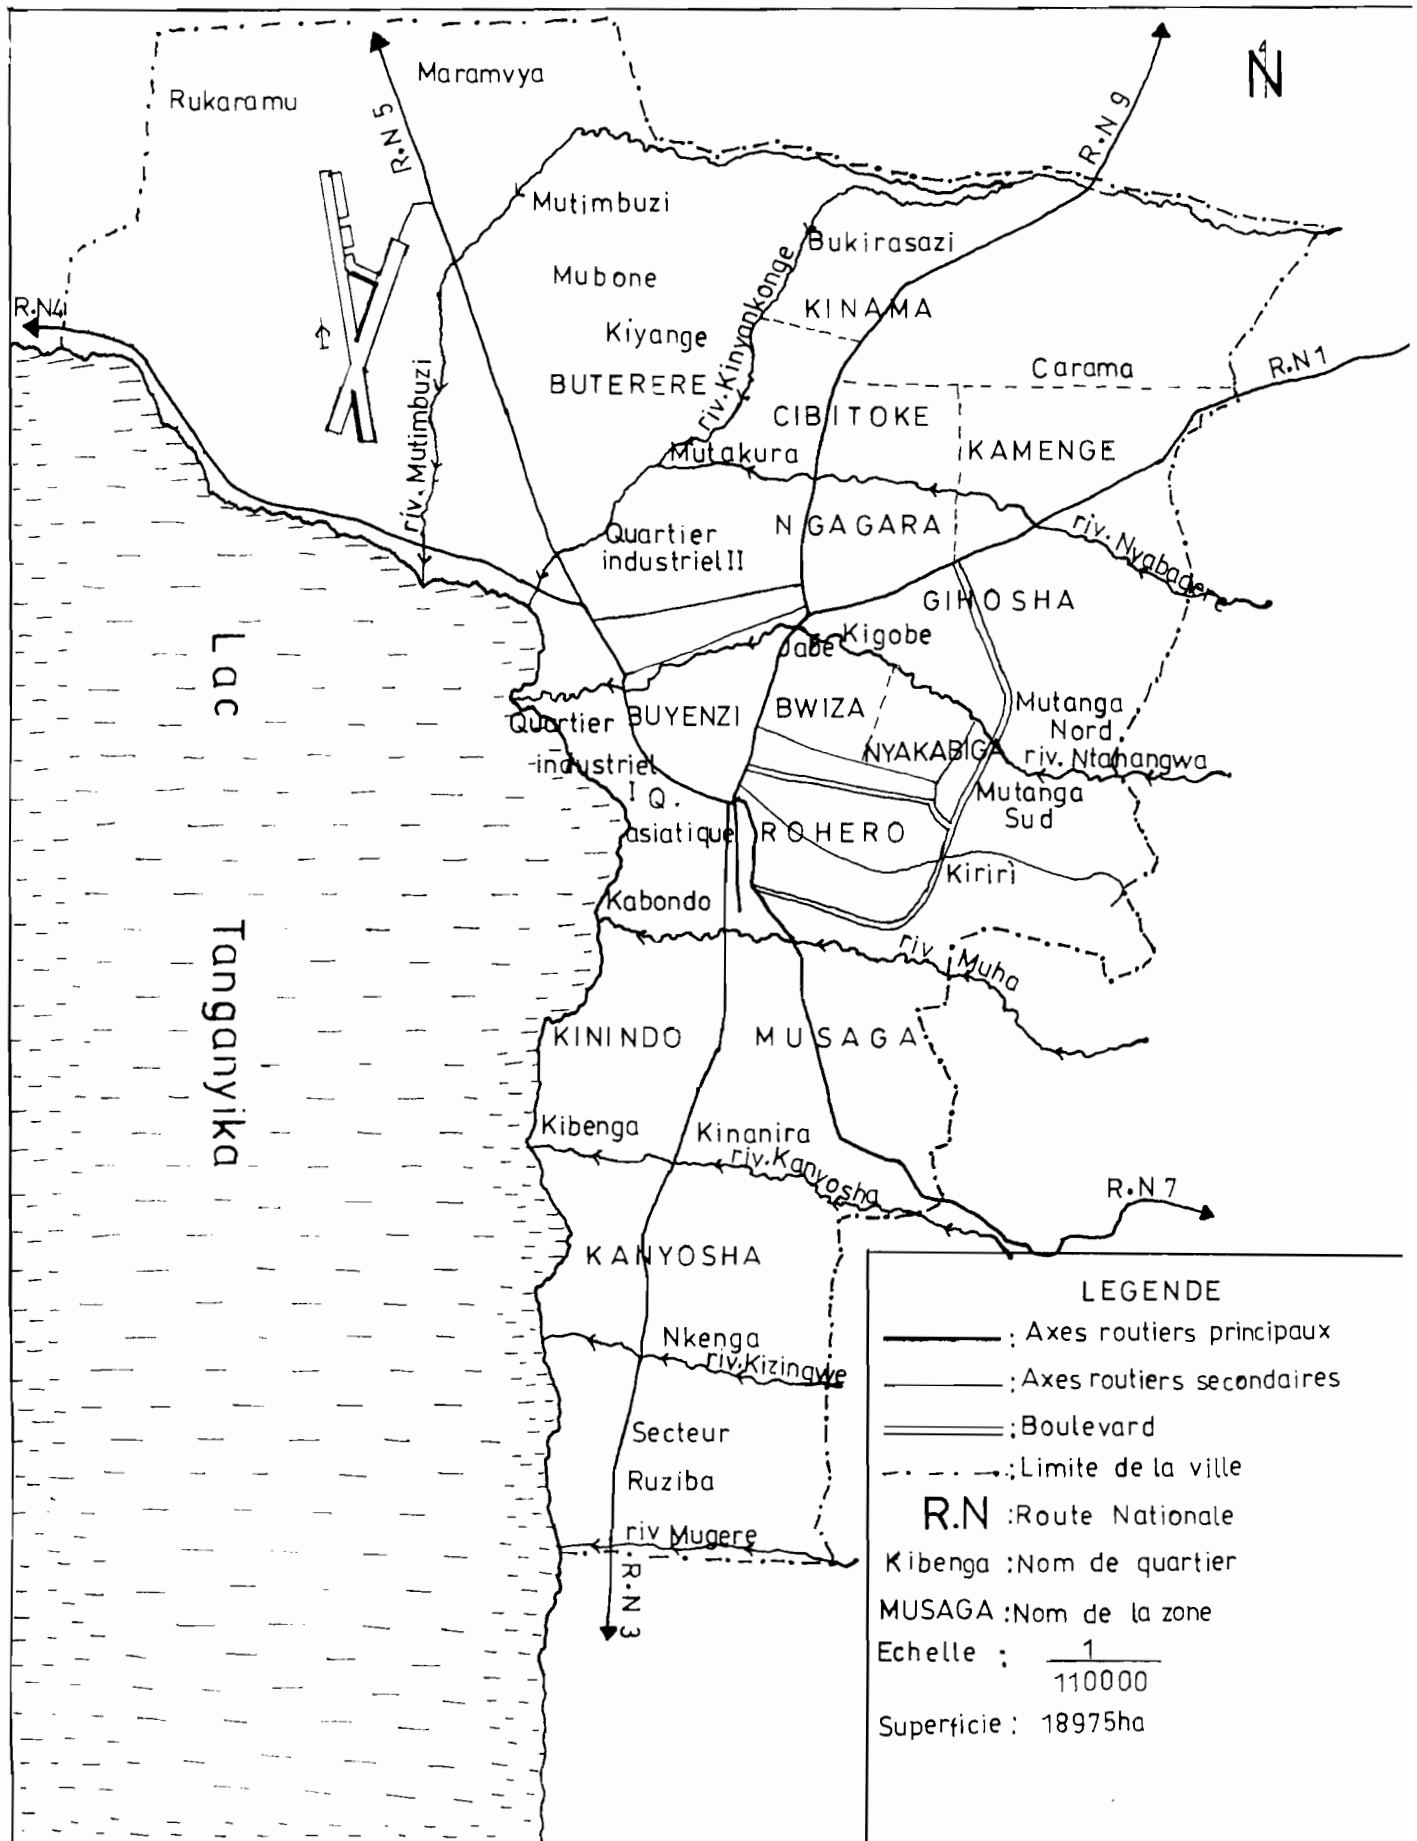 N
Maramvya
Rukaramu
R.N 5
R.N 9
Mutimbuzi
Bukirasazi
Mubone
riv. Kinyankonge
R.N4
KINAMA
Kiyange
Carama
R.N1
BUTERERE
CIBITOKE
riv. Mutimbuzi
Mutakura
KAMENGE
Quartier
industriel II
NGAGARA
riv. Nyabagere
GIHOSHA
Jabe
Kigobe
Lac
Tanganyika
Quartier
industriel
I
BUYENZI
BWIZA
Mutanga
Nord
NYAKABIGA
riv. Ntahangwa
Mutanga
Sud
Q.
asiatique
ROHERO
Kiriri
Kabondo
riv Muha
KININDO
MUSAGA
Kibenga
Kinanira
riv. Kanyosha
R.N 7
KANYOSHA
Nkenga
riv. Kizingwe
Secteur
Ruziba
riv Mugere
R.N 3
LEGENDE
: Axes routiers principaux
: Axes routiers secondaires
: Boulevard
: Limite de la ville
R.N : Route Nationale
Kibenga : Nom de quartier
MUSAGA : Nom de la zone
Echelle : 1
110000
Superficie : 18975ha